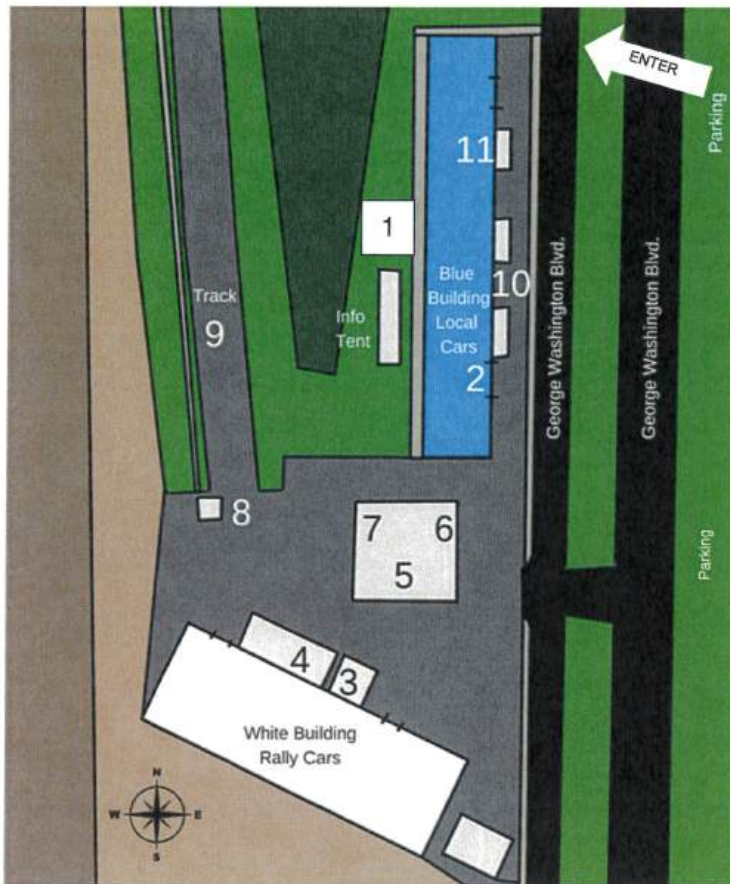 ENTER
Parking
11
1
Track
9
Info
Tent
Blue
Building
Local
Cars
10
2
George Washington Blvd.
George Washington Blvd.
8
7
6
5
Parking
4
3
White Building
Rally Cars
N
W
E
S